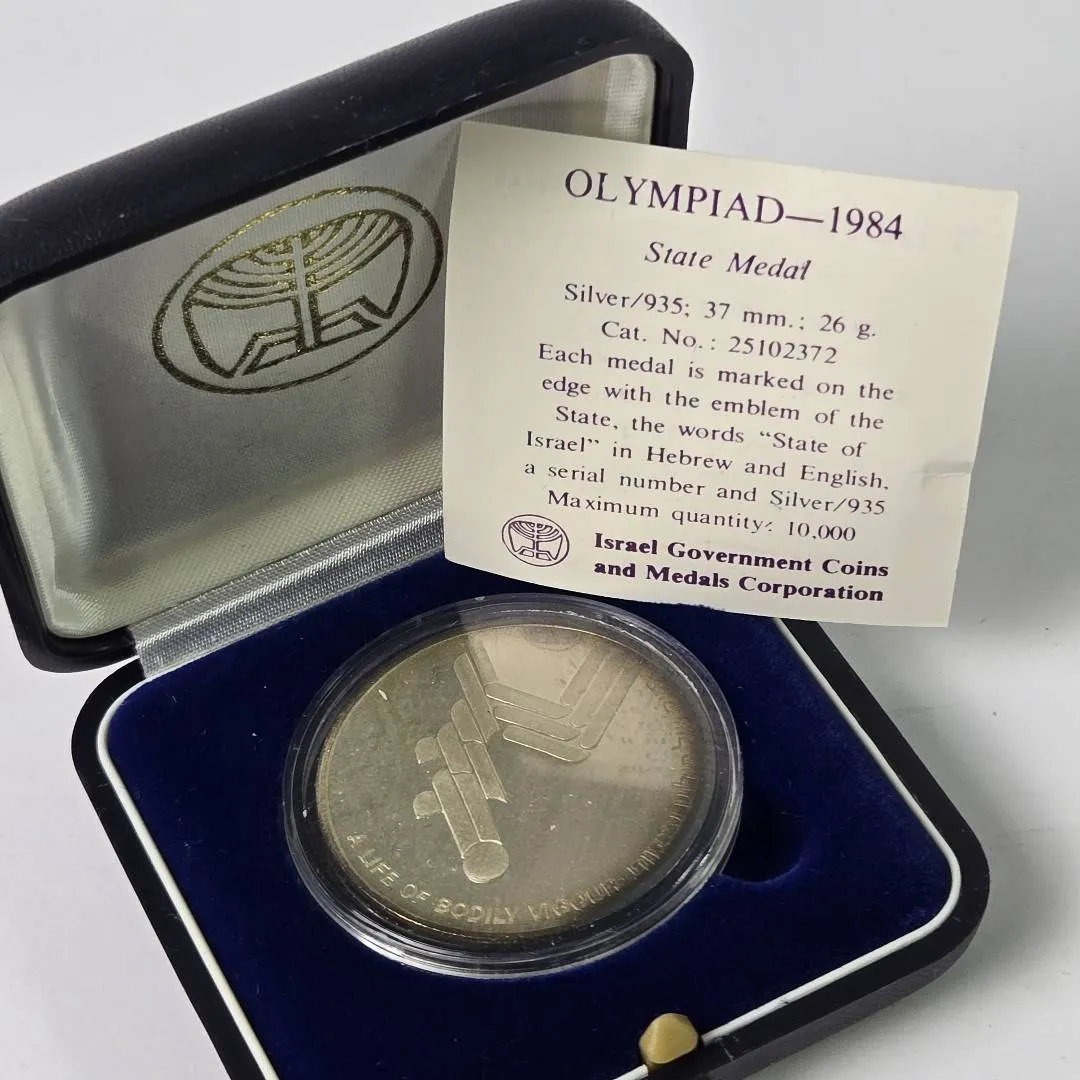 OLYMPIAD—1984
State Medal
Silver/935; 37 mm.; 26 g.
Cat. No.: 25102372
Each medal is marked on the
edge with the emblem of the
State, the words “State of
Israel” in Hebrew and English,
a serial number and Silver/935
Maximum quantity: 10,000
Israel Government Coins
and Medals Corporation
A LIFE OF BODILY VIGOUR